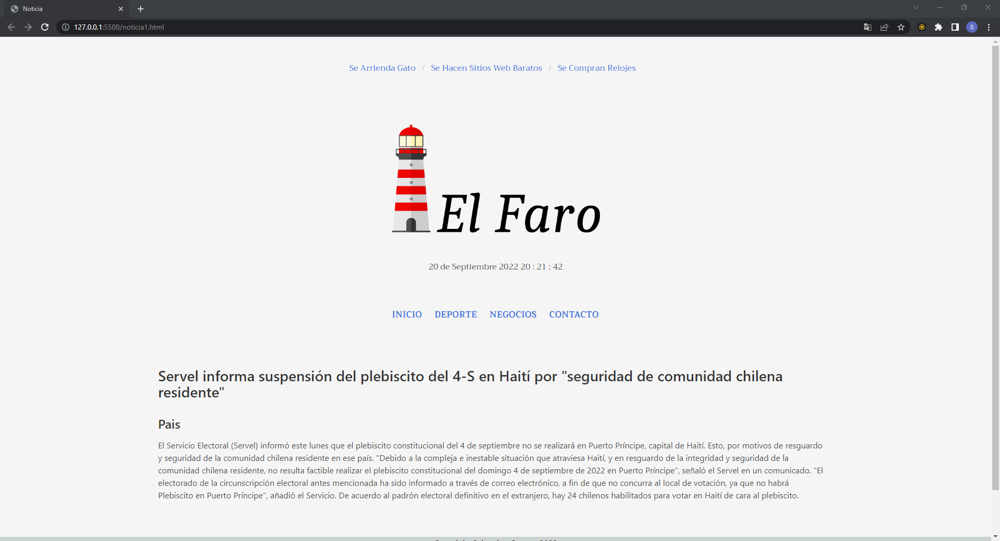 Noticia
127.0.0.1:5500/noticia1.html
S
Se Arrienda Gato / Se Hacen Sitios Web Baratos / Se Compran Relojes
El Faro
20 de Septiembre 2022 20 : 21 : 42
INICIO DEPORTE NEGOCIOS CONTACTO
Servel informa suspensión del plebiscito del 4-S en Haití por "seguridad de comunidad chilena
residente"
Pais
El Servicio Electoral (Servel) informó este lunes que el plebiscito constitucional del 4 de septiembre no se realizará en Puerto Príncipe, capital de Haití. Esto, por motivos de resguardo
y seguridad de la comunidad chilena residente en ese país. "Debido a la compleja e inestable situación que atraviesa Haití, y en resguardo de la integridad y seguridad de la
comunidad chilena residente, no resulta factible realizar el plebiscito constitucional del domingo 4 de septiembre de 2022 en Puerto Príncipe", señaló el Servel en un comunicado. "El
electorado de la circunscripción electoral antes mencionada ha sido informado a través de correo electrónico, a fin de que no concurra al local de votación, ya que no habrá
Plebiscito en Puerto Príncipe", añadió el Servicio. De acuerdo al padrón electoral definitivo en el extranjero, hay 24 chilenos habilitados para votar en Haití de cara al plebiscito.